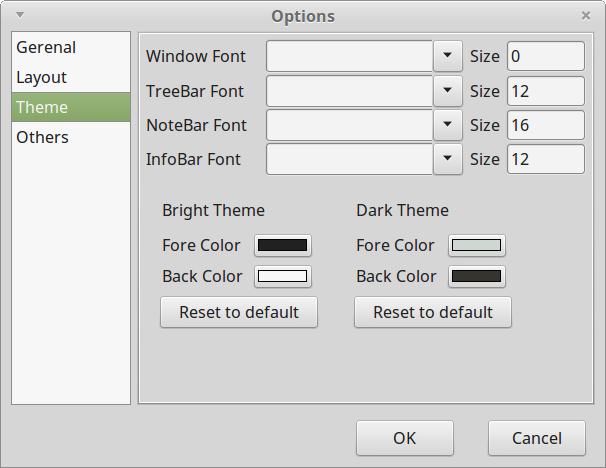 Options
Gerenal
Layout
Theme
Others
Window Font Size 0
TreeBar Font Size 12
NoteBar Font Size 16
InfoBar Font Size 12
Bright Theme Dark Theme
Fore Color Fore Color
Back Color Back Color
Reset to default Reset to default
OK Cancel